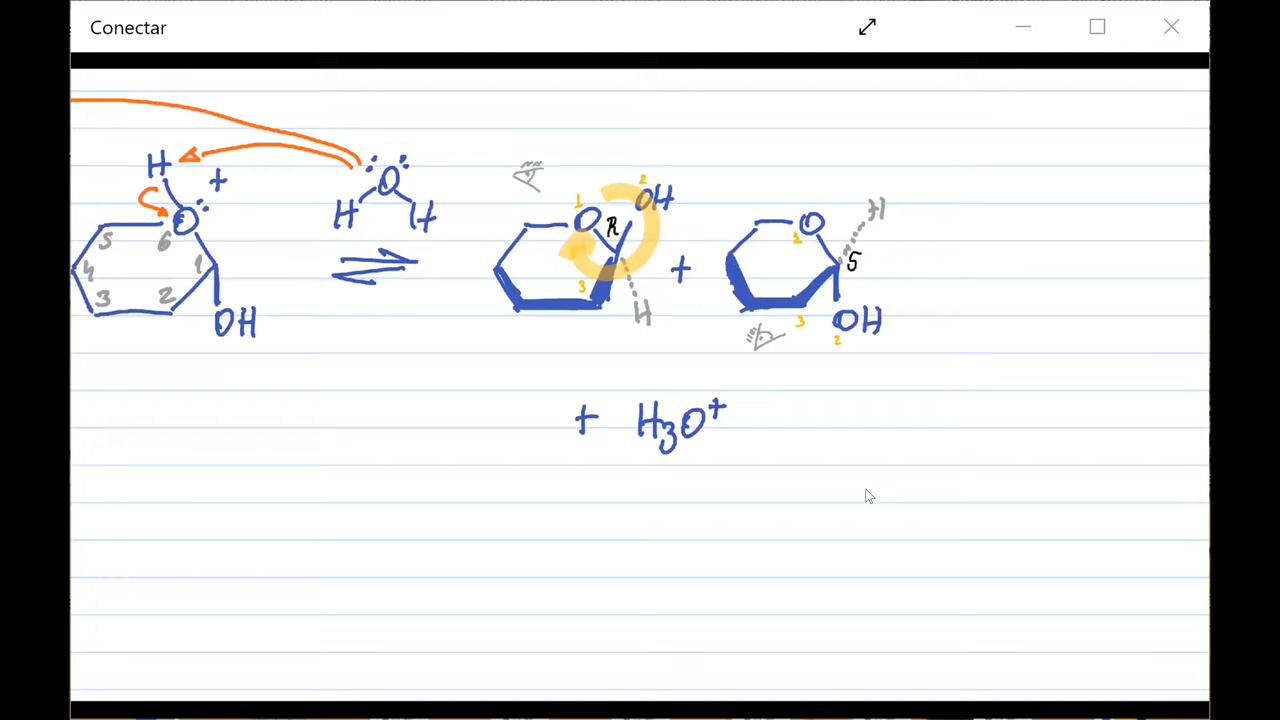 Conectar
H
O +
: O :
H H
5 6
4 1
3 2
OH
1 O R 2 OH
3 H
+
O 1 H
S
3 OH
2
+ H3O+